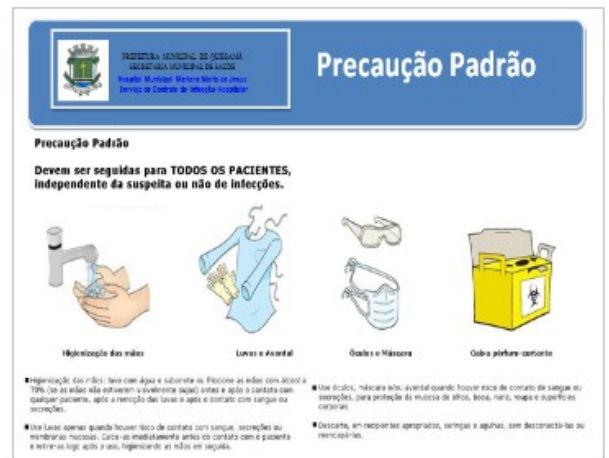 PREFEITURA MUNICIPAL DE QUISSAMÃ
SECRETARIA MUNICIPAL DE SAÚDE
Hospital Municipal Mariana Maria de Jesus
Serviço de Controle de Infecção Hospitalar
Precaução Padrão
Precaução Padrão
Devem ser seguidas para TODOS OS PACIENTES,
independente da suspeita ou não de infecções.
Higienização das mãos
Luvas e Avental
Óculos e Máscara
Caixa pérfuro-cortante
Higienização das mãos: lave com água e sabonete ou friccione as mãos com álcool a
70% (se as mãos não estiverem visivelmente sujas) antes e após o contato com
qualquer paciente, após a remoção das luvas e após o contato com sangue ou
secreções.
Use luvas apenas quando houver risco de contato com sangue, secreções ou
membranas mucosas. Calce-as imediatamente antes do contato com o paciente
e retire-as logo após o uso, higienizando as mãos em seguida.
Use óculos, máscara e/ou avental quando houver risco de contato de sangue ou
secreções, para proteção da mucosa de olhos, boca, nariz, roupa e superfícies
corporais.
Descarte, em recipientes apropriados, seringas e agulhas, sem desconectá-las ou
reencapá-las.